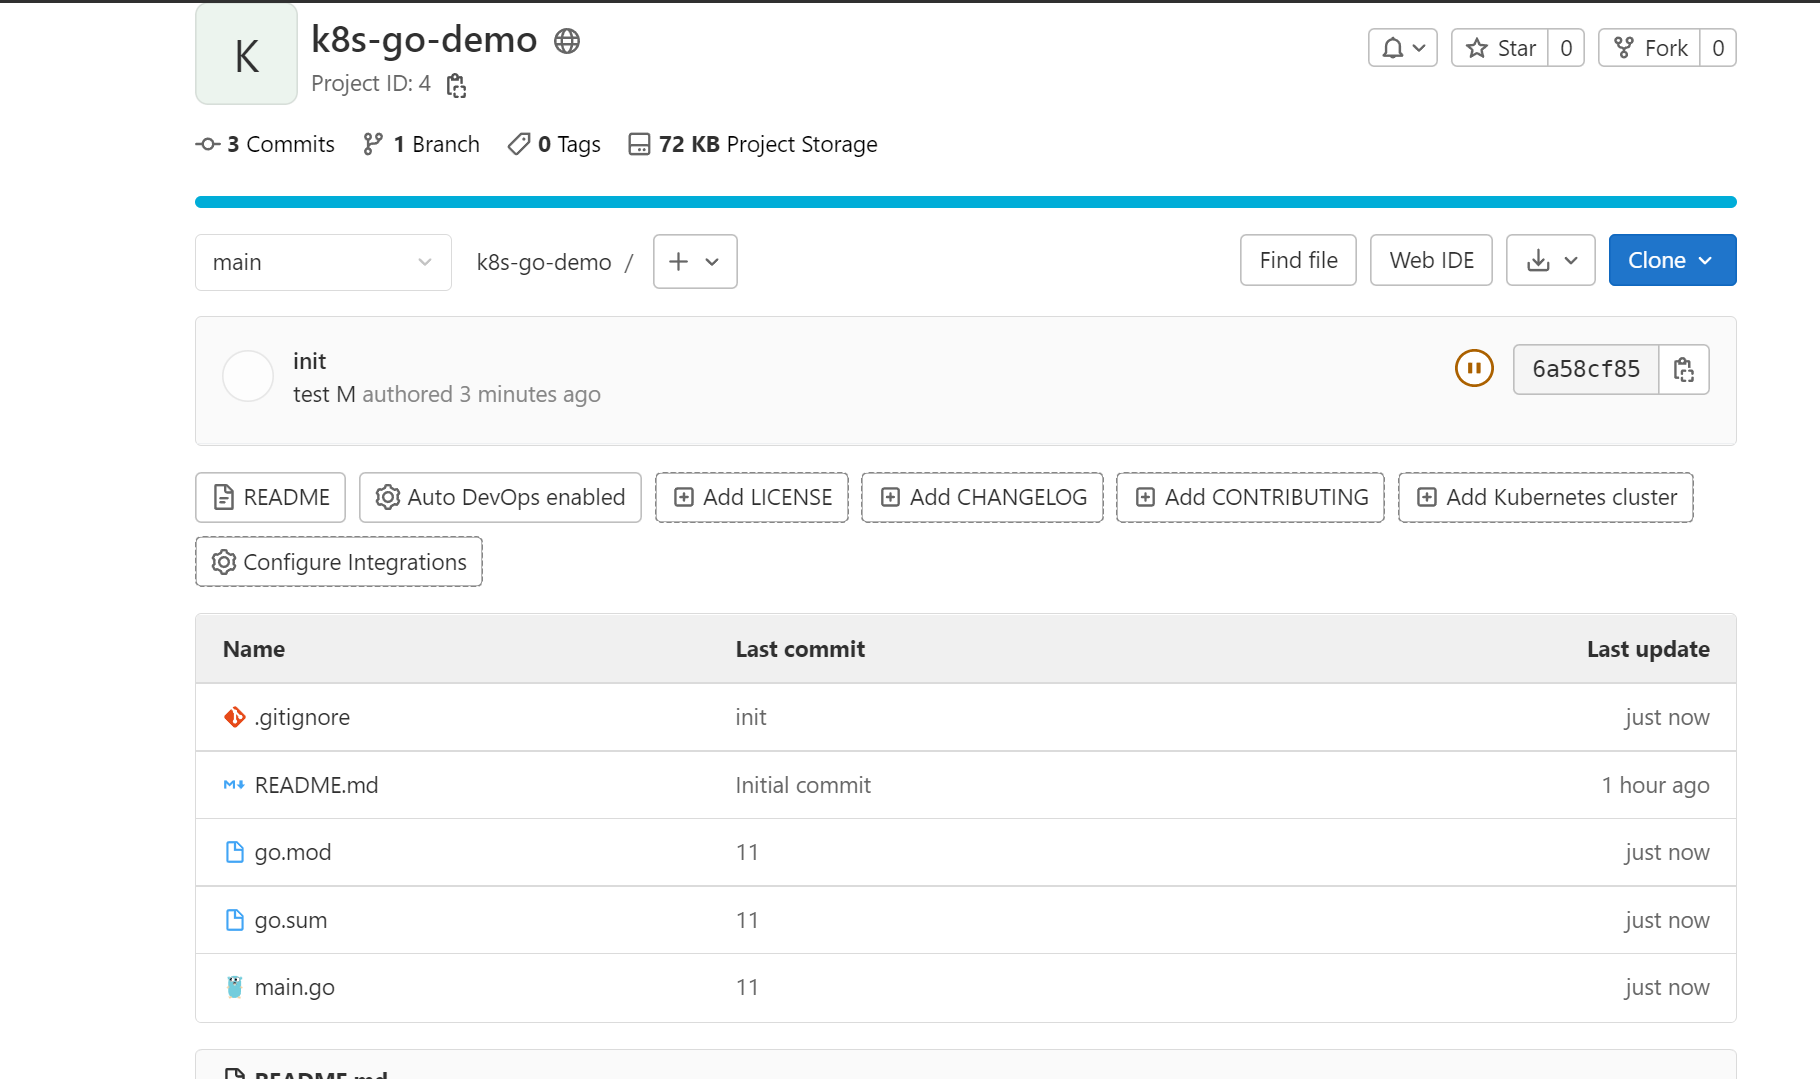 K
k8s-go-demo
Project ID: 4
Star 0
Fork 0
3 Commits 1 Branch 0 Tags 72 KB Project Storage
main k8s-go-demo / Find file Web IDE Clone
init
test M authored 3 minutes ago
6a58cf85
README Auto DevOps enabled Add LICENSE Add CHANGELOG Add CONTRIBUTING Add Kubernetes cluster
Configure Integrations
Name Last commit Last update
.gitignore init just now
README.md Initial commit 1 hour ago
go.mod 11 just now
go.sum 11 just now
main.go 11 just now
README.md